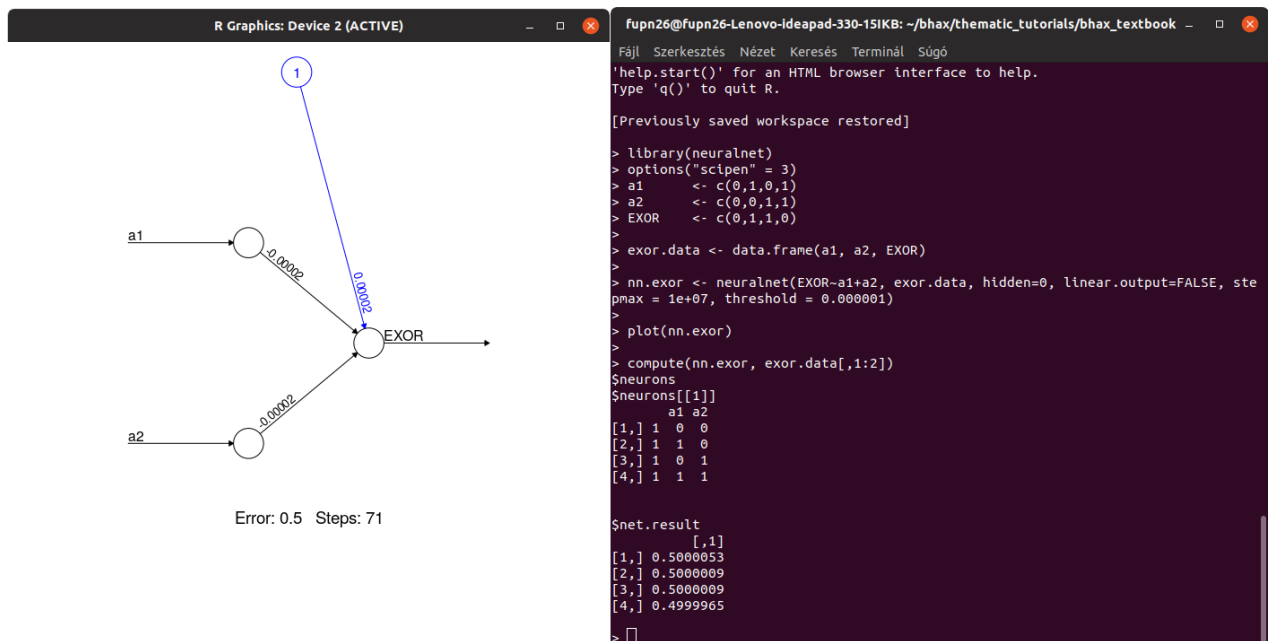 R Graphics: Device 2 (ACTIVE)
1
a1
-0.00002
0.00002
EXOR
-0.00002
a2
Error: 0.5 Steps: 71
fupn26@fupn26-Lenovo-ideapad-330-15IKB: ~/bhax/thematic_tutorials/bhax_textbook
Fájl Szerkesztés Nézet Keresés Terminál Súgó
'help.start()' for an HTML browser interface to help.
Type 'q()' to quit R.
[Previously saved workspace restored]
> library(neuralnet)
> options("scipen" = 3)
> a1 <- c(0,1,0,1)
> a2 <- c(0,0,1,1)
> EXOR <- c(0,1,1,0)
>
> exor.data <- data.frame(a1, a2, EXOR)
>
> nn.exor <- neuralnet(EXOR~a1+a2, exor.data, hidden=0, linear.output=FALSE, ste
pmax = 1e+07, threshold = 0.000001)
>
> plot(nn.exor)
>
> compute(nn.exor, exor.data[,1:2])
$neurons
$neurons[[1]]
a1 a2
[1,] 1 0 0
[2,] 1 1 0
[3,] 1 0 1
[4,] 1 1 1
$net.result
[,1]
[1,] 0.5000053
[2,] 0.5000009
[3,] 0.5000009
[4,] 0.4999965
>